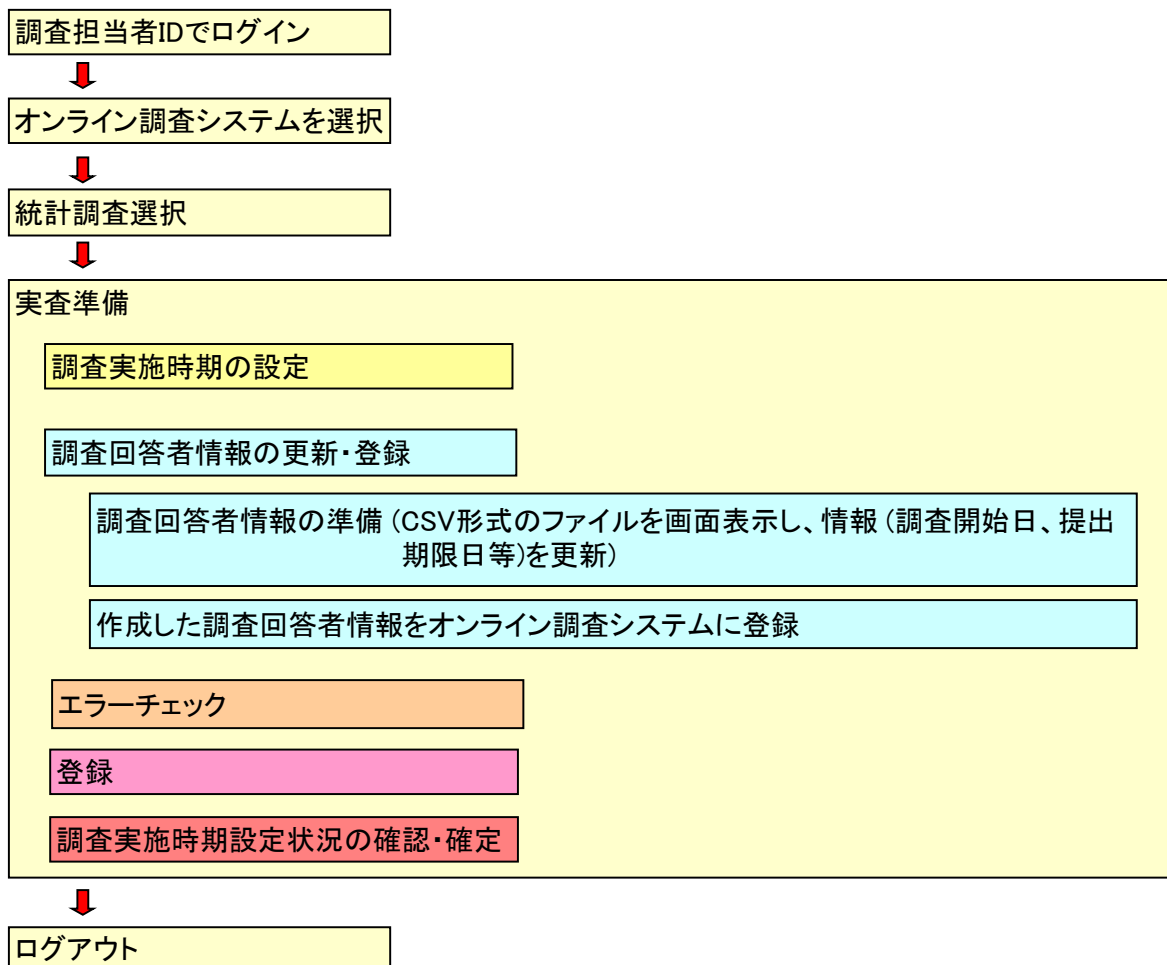 調査担当者IDでログイン
オンライン調査システムを選択
統計調査選択
実査準備
調査実施時期の設定
調査回答者情報の更新・登録
調査回答者情報の準備 (CSV形式のファイルを画面表示し、情報 (調査開始日、提出
期限日等)を更新)
作成した調査回答者情報をオンライン調査システムに登録
エラーチェック
登録
調査実施時期設定状況の確認・確定
ログアウト